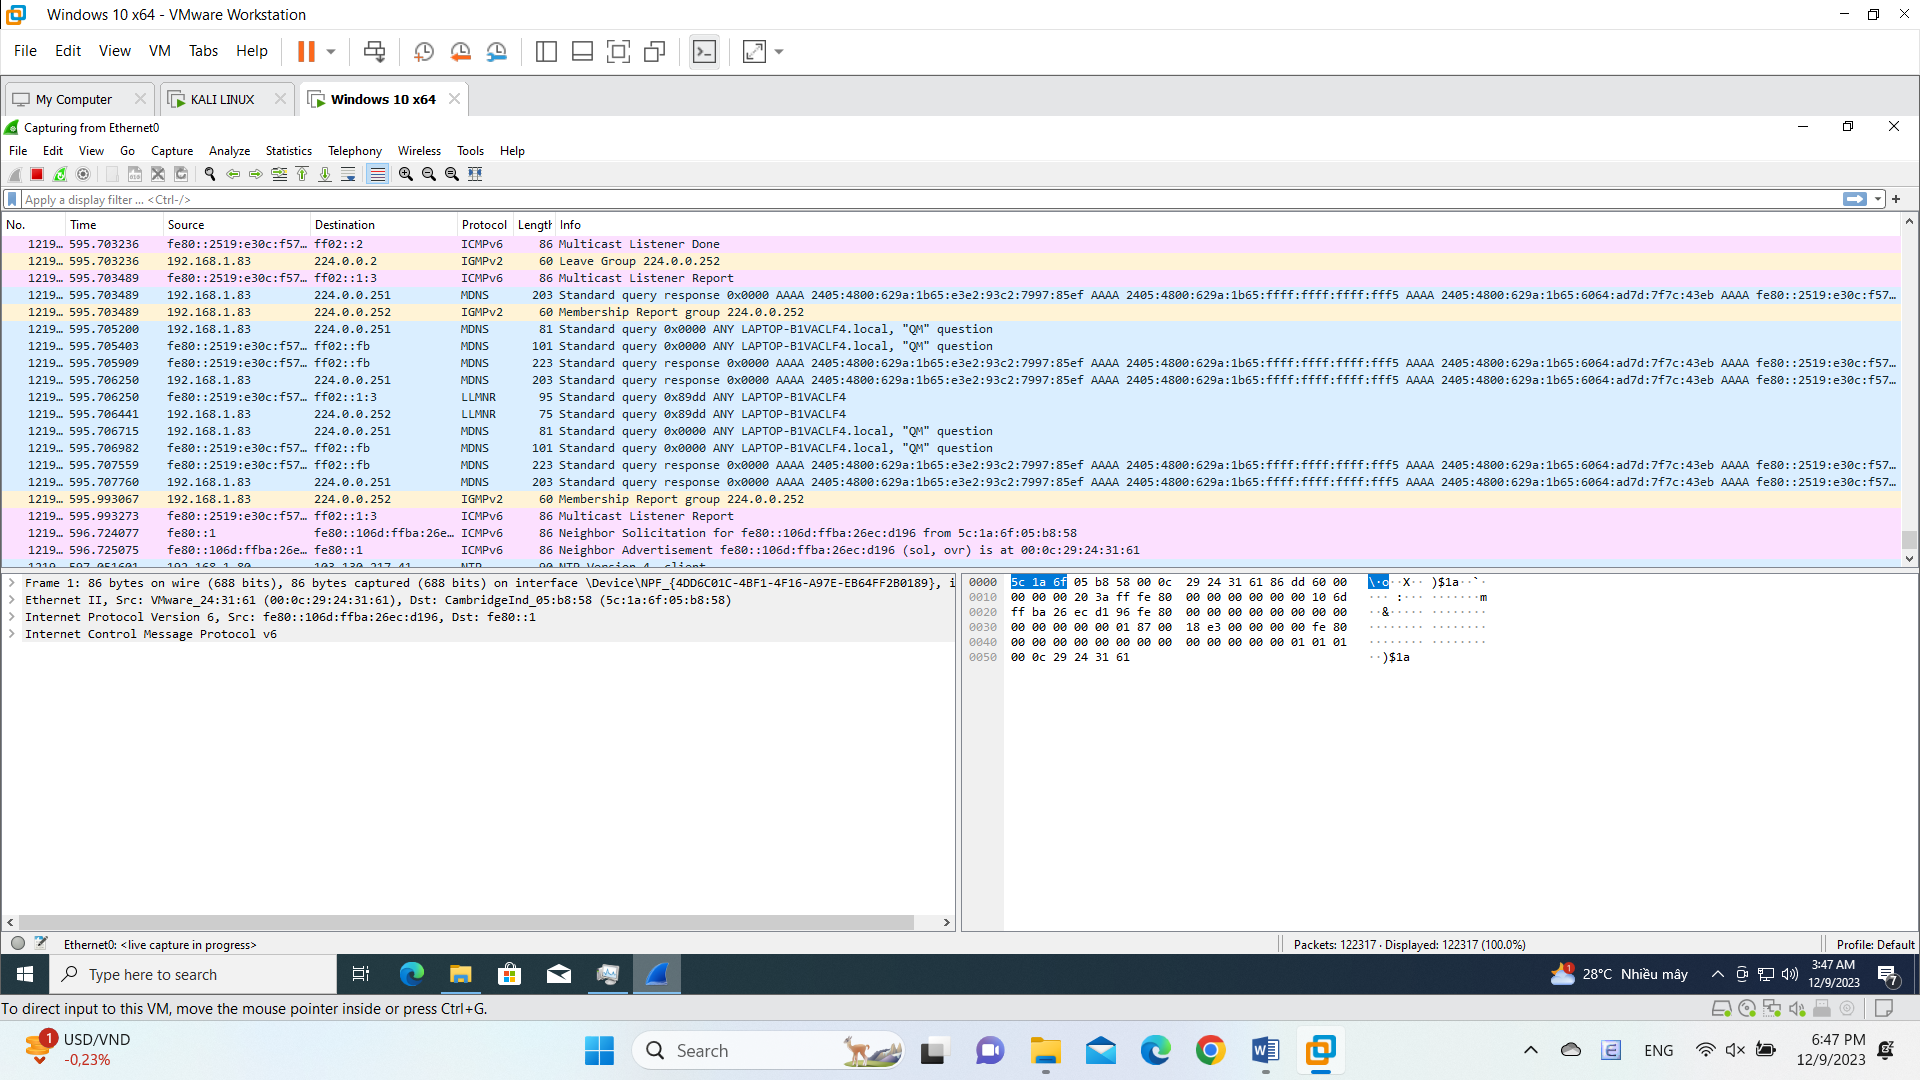 Windows 10 x64 - VMware Workstation
File Edit View VM Tabs Help
My Computer KALI LINUX Windows 10 x64
Capturing from Ethernet0
File Edit View Go Capture Analyze Statistics Telephony Wireless Tools Help
Apply a display filter ... <Ctrl-/>
No. Time Source Destination Protocol Length Info
1219… 595.703236 fe80::2519:e30c:f57… ff02::2 ICMPv6 86 Multicast Listener Done
1219… 595.703236 192.168.1.83 224.0.0.2 IGMPv2 60 Leave Group 224.0.0.252
1219… 595.703489 fe80::2519:e30c:f57… ff02::1:3 ICMPv6 86 Multicast Listener Report
1219… 595.703489 192.168.1.83 224.0.0.251 MDNS 203 Standard query response 0x0000 AAAA 2405:4800:629a:1b65:e3e2:93c2:7997:85ef AAAA 2405:4800:629a:1b65:ffff:ffff:ffff:fff5 AAAA 2405:4800:629a:1b65:6064:ad7d:7f7c:43eb AAAA fe80::2519:e30c:f57…
1219… 595.703489 192.168.1.83 224.0.0.252 IGMPv2 60 Membership Report group 224.0.0.252
1219… 595.705200 192.168.1.83 224.0.0.251 MDNS 81 Standard query 0x0000 ANY LAPTOP-B1VACLF4.local, "QM" question
1219… 595.705403 fe80::2519:e30c:f57… ff02::fb MDNS 101 Standard query 0x0000 ANY LAPTOP-B1VACLF4.local, "QM" question
1219… 595.705909 fe80::2519:e30c:f57… ff02::fb MDNS 223 Standard query response 0x0000 AAAA 2405:4800:629a:1b65:e3e2:93c2:7997:85ef AAAA 2405:4800:629a:1b65:ffff:ffff:ffff:fff5 AAAA 2405:4800:629a:1b65:6064:ad7d:7f7c:43eb AAAA fe80::2519:e30c:f57…
1219… 595.706250 192.168.1.83 224.0.0.251 MDNS 203 Standard query response 0x0000 AAAA 2405:4800:629a:1b65:e3e2:93c2:7997:85ef AAAA 2405:4800:629a:1b65:ffff:ffff:ffff:fff5 AAAA 2405:4800:629a:1b65:6064:ad7d:7f7c:43eb AAAA fe80::2519:e30c:f57…
1219… 595.706250 fe80::2519:e30c:f57… ff02::1:3 LLMNR 95 Standard query 0x89dd ANY LAPTOP-B1VACLF4
1219… 595.706441 192.168.1.83 224.0.0.252 LLMNR 75 Standard query 0x89dd ANY LAPTOP-B1VACLF4
1219… 595.706715 192.168.1.83 224.0.0.251 MDNS 81 Standard query 0x0000 ANY LAPTOP-B1VACLF4.local, "QM" question
1219… 595.706982 fe80::2519:e30c:f57… ff02::fb MDNS 101 Standard query 0x0000 ANY LAPTOP-B1VACLF4.local, "QM" question
1219… 595.707559 fe80::2519:e30c:f57… ff02::fb MDNS 223 Standard query response 0x0000 AAAA 2405:4800:629a:1b65:e3e2:93c2:7997:85ef AAAA 2405:4800:629a:1b65:ffff:ffff:ffff:fff5 AAAA 2405:4800:629a:1b65:6064:ad7d:7f7c:43eb AAAA fe80::2519:e30c:f57…
1219… 595.707760 192.168.1.83 224.0.0.251 MDNS 203 Standard query response 0x0000 AAAA 2405:4800:629a:1b65:e3e2:93c2:7997:85ef AAAA 2405:4800:629a:1b65:ffff:ffff:ffff:fff5 AAAA 2405:4800:629a:1b65:6064:ad7d:7f7c:43eb AAAA fe80::2519:e30c:f57…
1219… 595.993067 192.168.1.83 224.0.0.252 IGMPv2 60 Membership Report group 224.0.0.252
1219… 595.993273 fe80::2519:e30c:f57… ff02::1:3 ICMPv6 86 Multicast Listener Report
1219… 596.724077 fe80::1 fe80::106d:ffba:26e… ICMPv6 86 Neighbor Solicitation for fe80::106d:ffba:26ec:d196 from 5c:1a:6f:05:b8:58
1219… 596.725075 fe80::106d:ffba:26e… fe80::1 ICMPv6 86 Neighbor Advertisement fe80::106d:ffba:26ec:d196 (sol, ovr) is at 00:0c:29:24:31:61
1219… 597.051601 192.168.1.80 103.130.217.41 NTP 90 NTP Version 4, client
Frame 1: 86 bytes on wire (688 bits), 86 bytes captured (688 bits) on interface \Device\NPF_{4DD6C01C-4BF1-4F16-A97E-EB64FF2B0189}, i
Ethernet II, Src: VMware_24:31:61 (00:0c:29:24:31:61), Dst: CambridgeInd_05:b8:58 (5c:1a:6f:05:b8:58)
Internet Protocol Version 6, Src: fe80::106d:ffba:26ec:d196, Dst: fe80::1
Internet Control Message Protocol v6
0000 5c 1a 6f 05 b8 58 00 0c 29 24 31 61 86 dd 60 00 \·o··X·· )$1a··`·
0010 00 00 00 20 3a ff fe 80 00 00 00 00 00 00 10 6d ··· :··· ·······m
0020 ff ba 26 ec d1 96 fe 80 00 00 00 00 00 00 00 00 ··&····· ········
0030 00 00 00 00 00 01 87 00 18 e3 00 00 00 00 fe 80 ········ ········
0040 00 00 00 00 00 00 00 00 00 00 00 00 00 01 01 01 ········ ········
0050 00 0c 29 24 31 61 ··)$1a
Ethernet0: <live capture in progress> Packets: 122317 · Displayed: 122317 (100.0%) Profile: Default
Type here to search 1 28°C Nhiều mây 3:47 AM
12/9/2023 7
To direct input to this VM, move the mouse pointer inside or press Ctrl+G.
1 USD/VND
-0,23%
Search
ENG
6:47 PM
12/9/2023